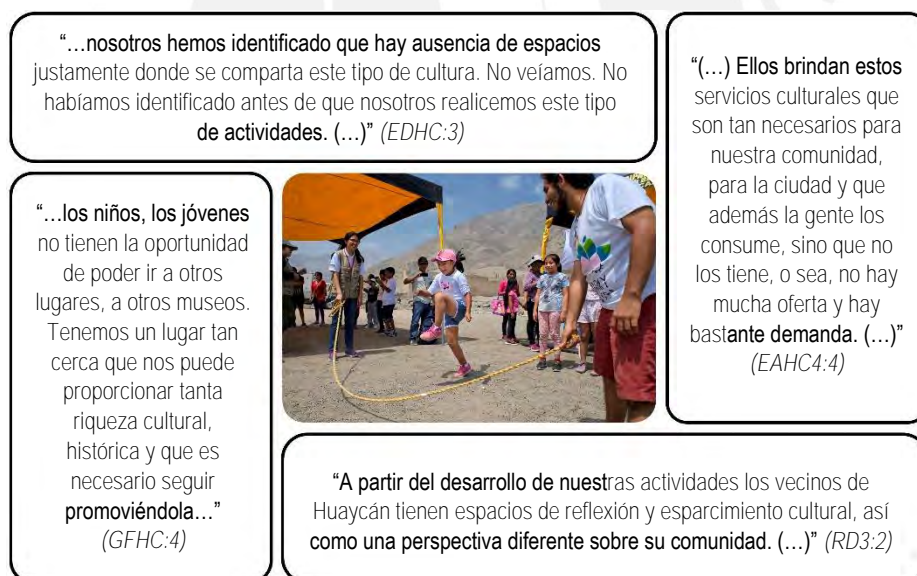 “…nosotros hemos identificado que hay ausencia de espacios
justamente donde se comparta este tipo de cultura. No veíamos. No
habíamos identificado antes de que nosotros realicemos este tipo
de actividades. (…)” (EDHC:3)
“(…) Ellos brindan estos
servicios culturales que
son tan necesarios para
nuestra comunidad,
para la ciudad y que
además la gente los
consume, sino que no
los tiene, o sea, no hay
mucha oferta y hay
bastante demanda. (…)”
(EAHC4:4)
“…los niños, los jóvenes
no tienen la oportunidad
de poder ir a otros
lugares, a otros museos.
Tenemos un lugar tan
cerca que nos puede
proporcionar tanta
riqueza cultural,
histórica y que es
necesario seguir
promoviéndola…”
(GFHC:4)
“A partir del desarrollo de nuestras actividades los vecinos de
Huaycán tienen espacios de reflexión y esparcimiento cultural, así
como una perspectiva diferente sobre su comunidad. (…)” (RD3:2)